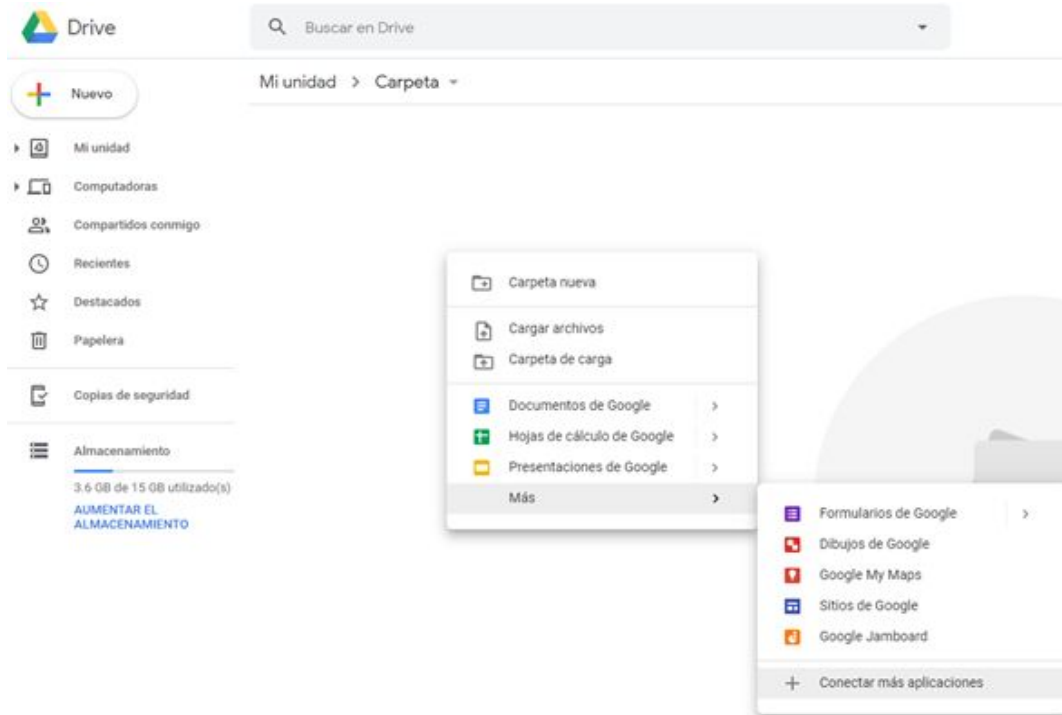 Drive
Buscar en Drive
Nuevo
Mi unidad > Carpeta
Mi unidad
Computadoras
Compartidos conmigo
Recientes
Destacados
Papelera
Copias de seguridad
Almacenamiento
3.6 GB de 15 GB utilizado(s)
AUMENTAR EL
ALMACENAMIENTO
Carpeta nueva
Cargar archivos
Carpeta de carga
Documentos de Google
Hojas de cálculo de Google
Presentaciones de Google
Más
Formularios de Google
Dibujos de Google
Google My Maps
Sitios de Google
Google Jamboard
Conectar más aplicaciones